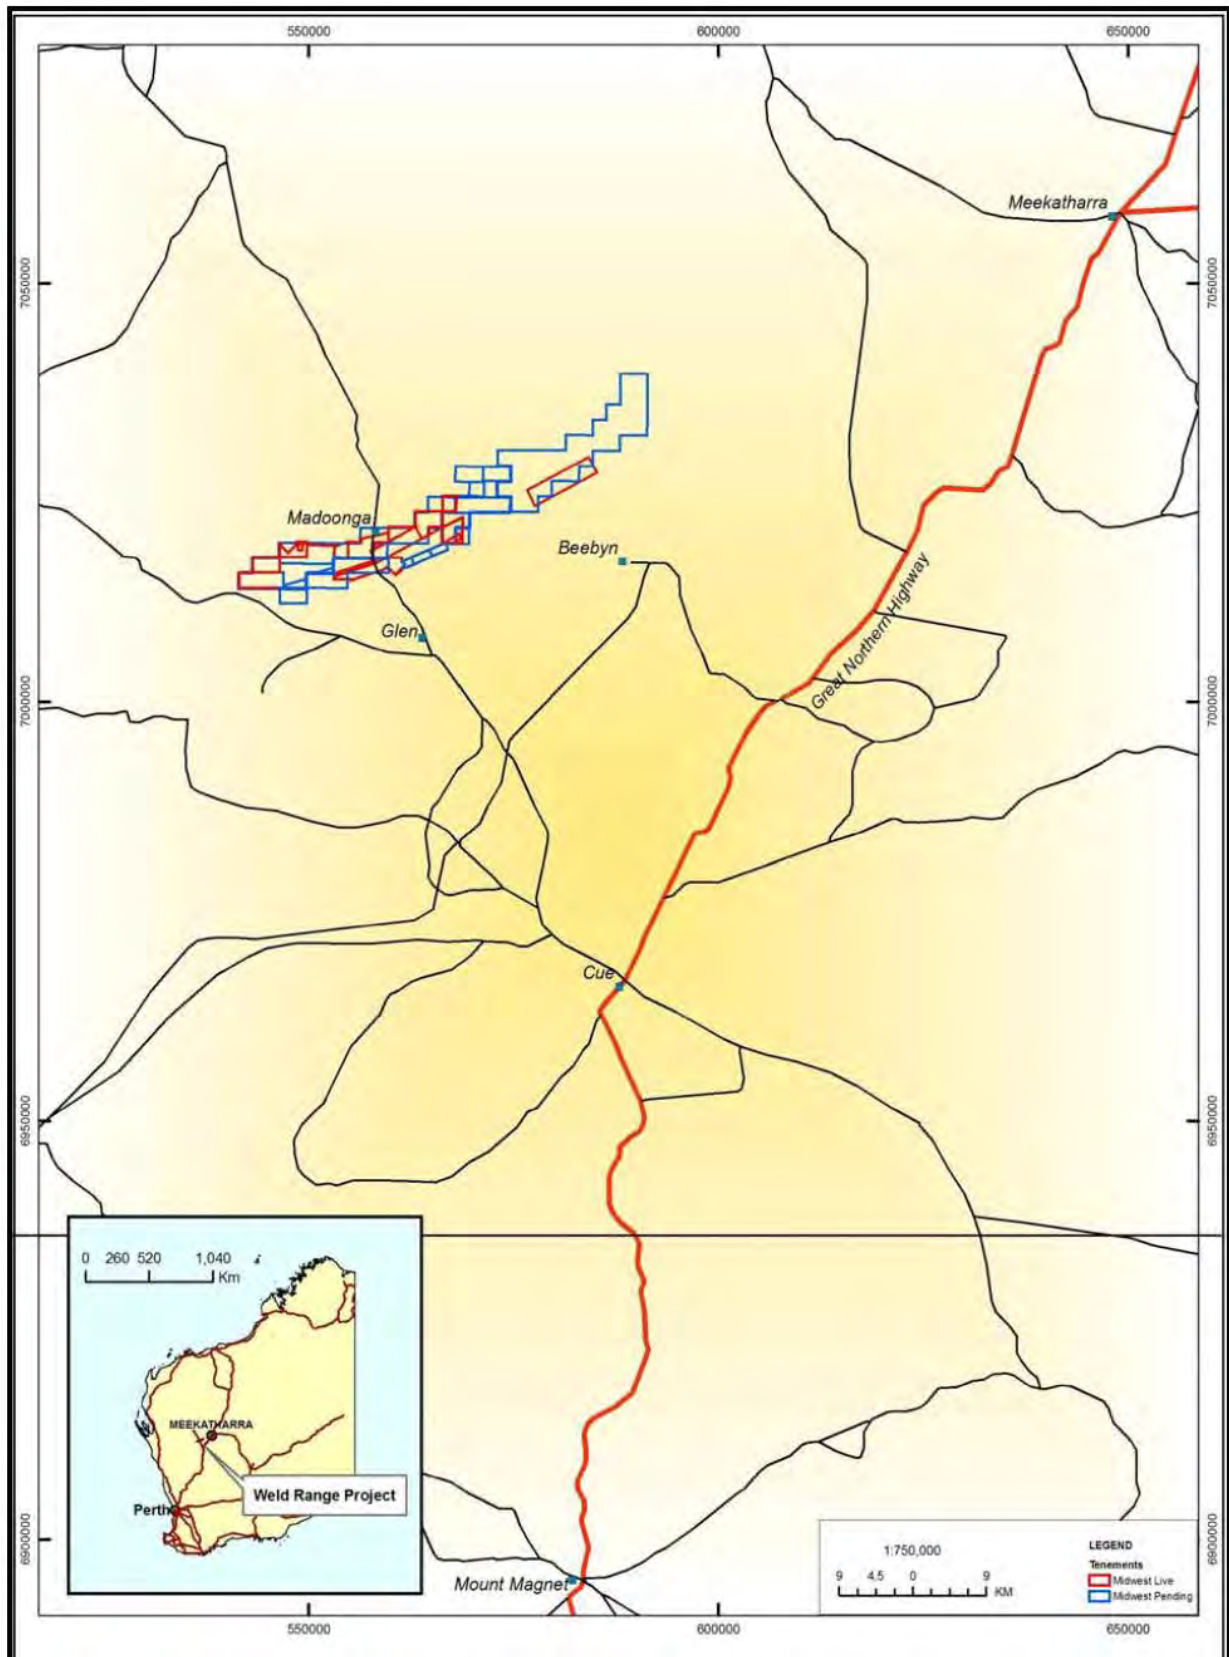 550000
600000
650000
Meekatharra
7050000
7050000
Madoonga
Beebyn
Glen
Great Northern Highway
7000000
7000000
Cue
6950000
6950000
0 260 520 1,040
Km
MEEKATHARRA
Weld Range Project
Perth
6900000
6900000
Mount Magnet
1:750,000
9 4.5 0 9
KM
LEGEND
Tenements
Midwest Live
Midwest Pending
550000
600000
650000